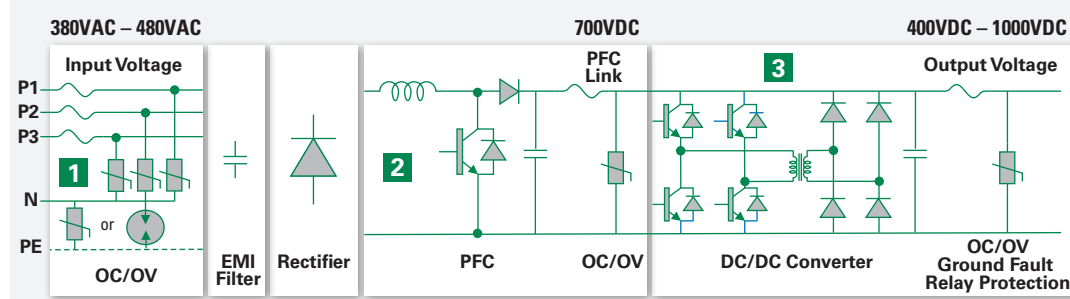 380VAC – 480VAC
700VDC
400VDC – 1000VDC
Input Voltage
PFC
Link
3
Output Voltage
P1
P2
P3
1
2
N
or
PE
OC/OV
EMI
Filter
Rectifier
PFC
OC/OV
DC/DC Converter
OC/OV
Ground Fault
Relay Protection